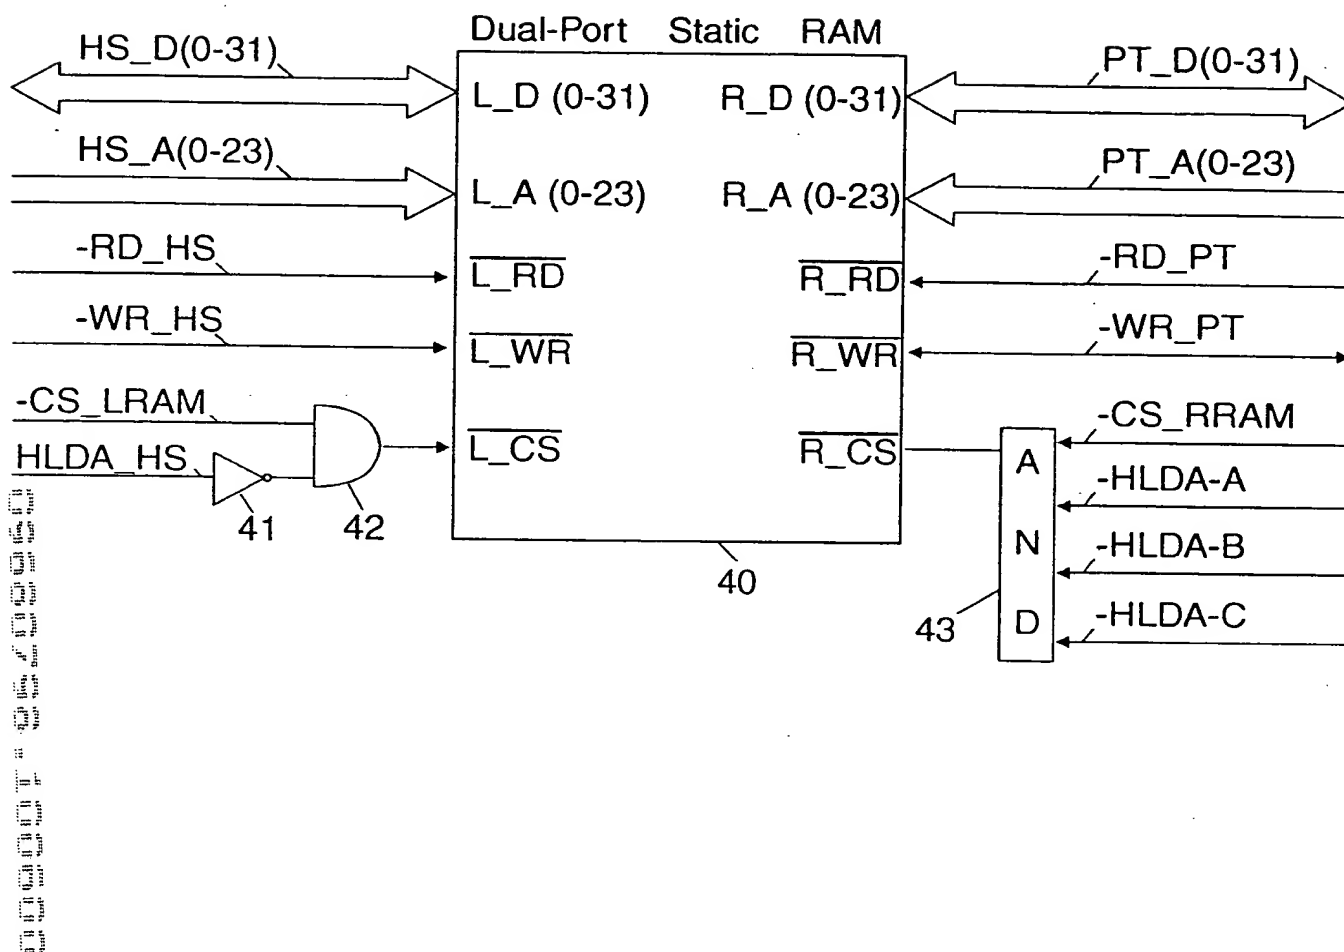 Dual-Port Static RAM
HS_D(0-31)
L_D (0-31)
R_D (0-31)
PT_D(0-31)
HS_A(0-23)
L_A (0-23)
R_A (0-23)
PT_A(0-23)
-RD_HS
L_RD
R_RD
-RD_PT
-WR_HS
L_WR
R_WR
-WR_PT
-CS_LRAM
L_CS
R_CS
-CS_RRAM
HLDA_HS
41
42
40
43
A
N
D
-HLDA-A
-HLDA-B
-HLDA-C